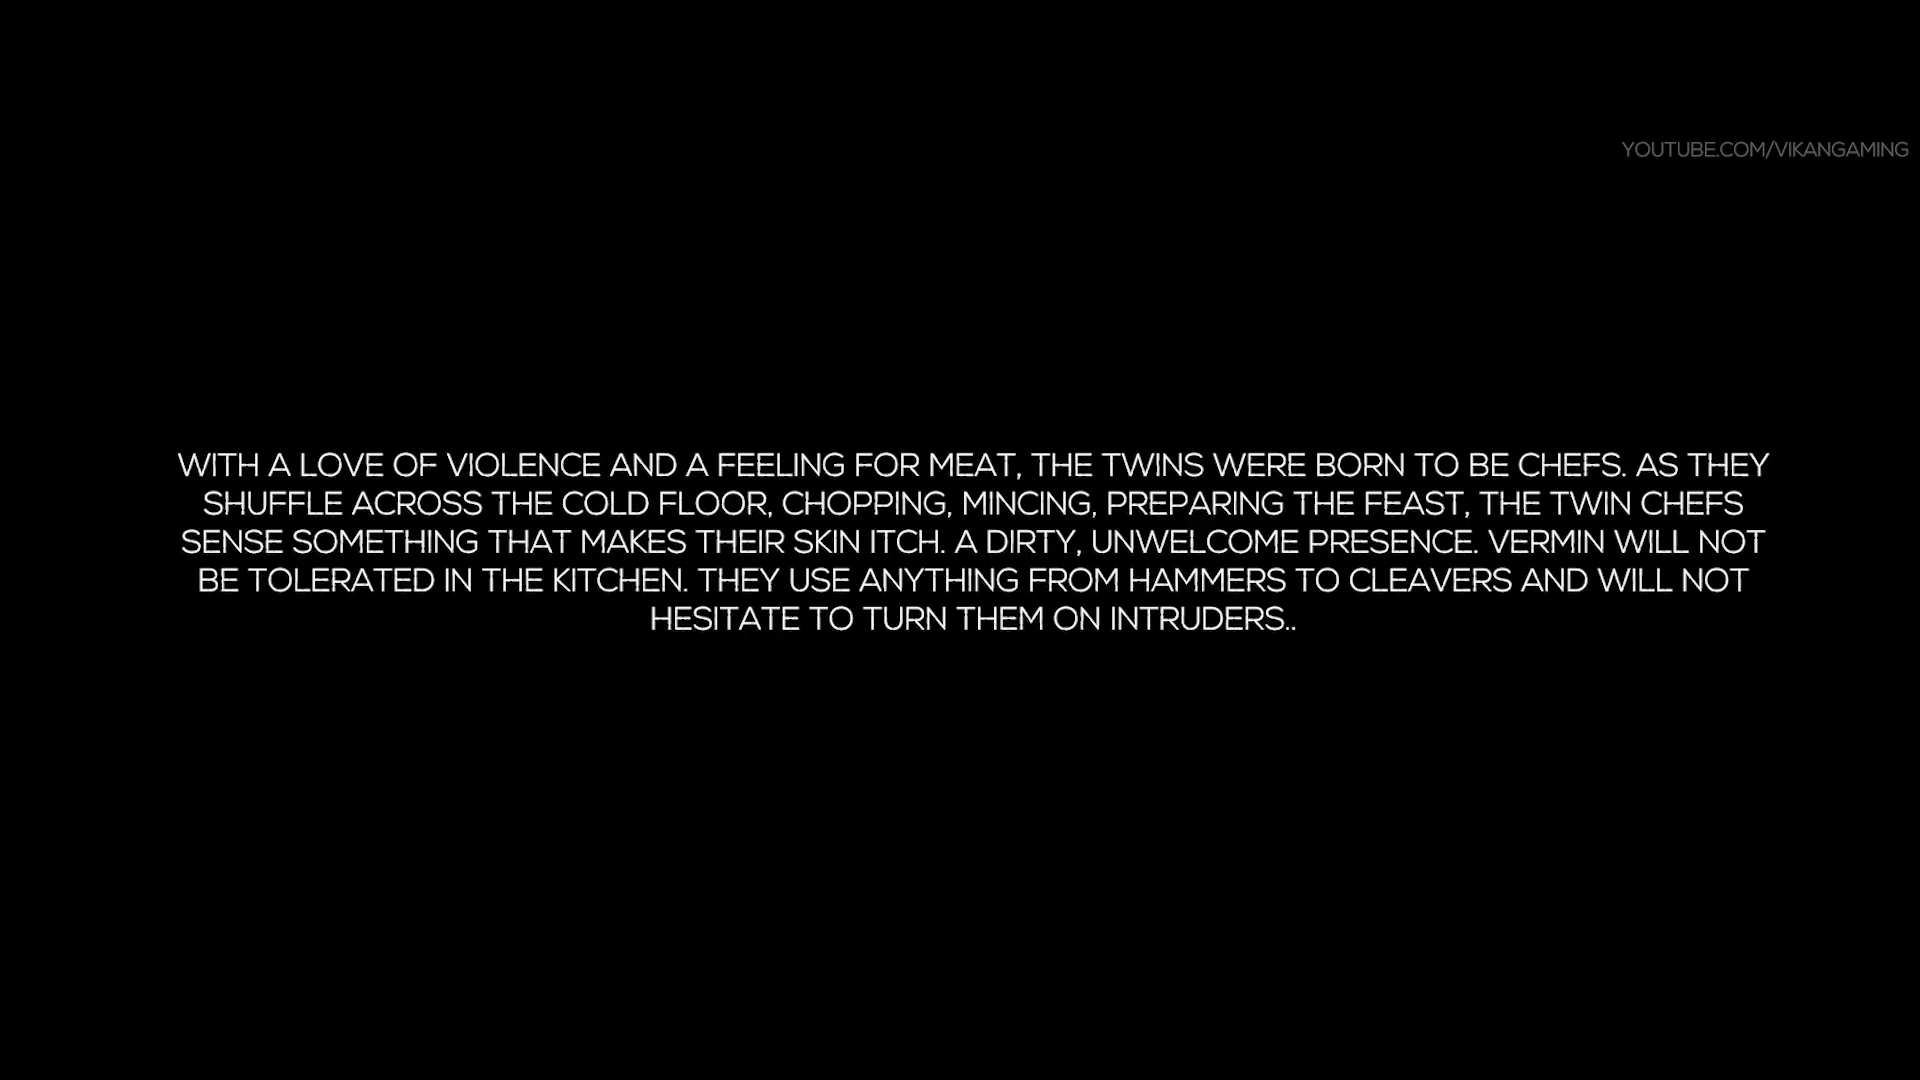 YOUTUBE.COM/VIKANGAMING
WITH A LOVE OF VIOLENCE AND A FEELING FOR MEAT, THE TWINS WERE BORN TO BE CHEFS. AS THEY
SHUFFLE ACROSS THE COLD FLOOR, CHOPPING, MINCING, PREPARING THE FEAST, THE TWIN CHEFS
SENSE SOMETHING THAT MAKES THEIR SKIN ITCH. A DIRTY, UNWELCOME PRESENCE. VERMIN WILL NOT
BE TOLERATED IN THE KITCHEN. THEY USE ANYTHING FROM HAMMERS TO CLEAVERS AND WILL NOT
HESITATE TO TURN THEM ON INTRUDERS..